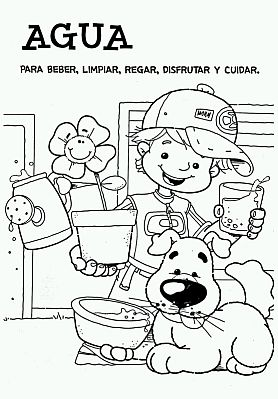 AGUA
PARA BEBER, LIMPIAR, REGAR, DISFRUTAR Y CUIDAR.